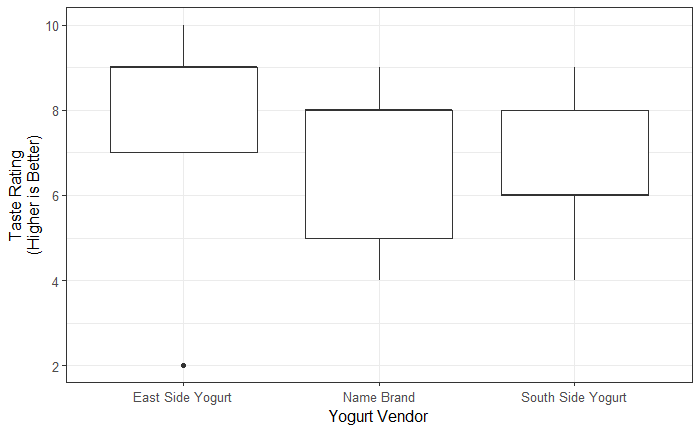 10
8
6
4
2
Taste Rating
(Higher is Better)
East Side Yogurt
Name Brand
South Side Yogurt
Yogurt Vendor